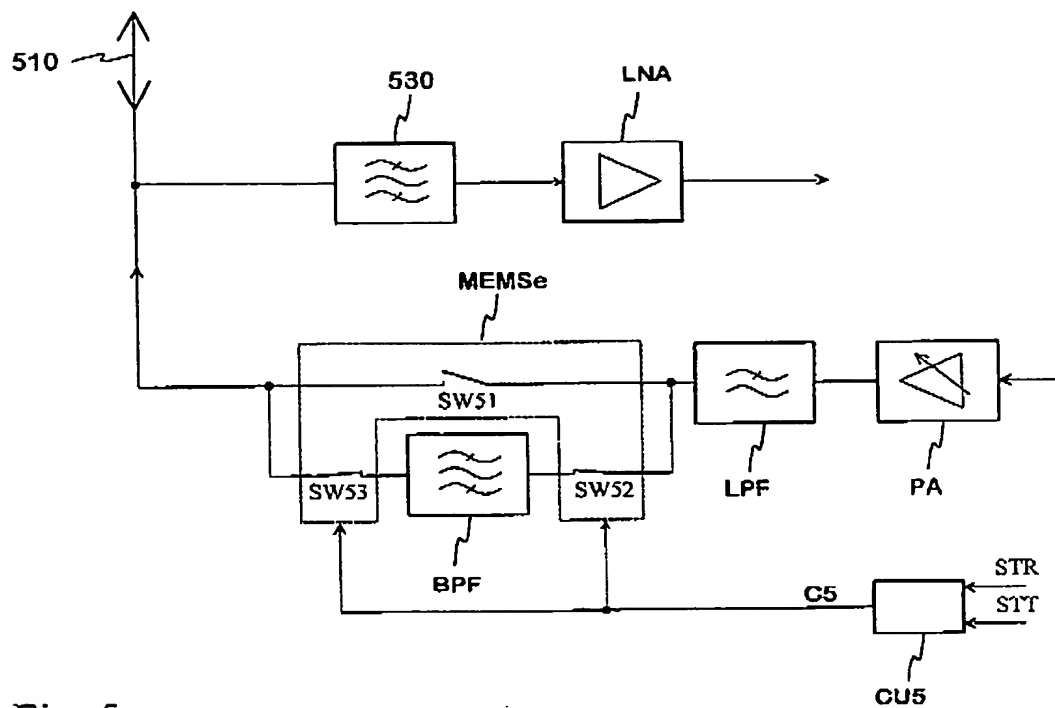 510
530
LNA
MEMSe
SW51
SW53
SW52
BPF
LPF
PA
C5
STR
STT
CU5